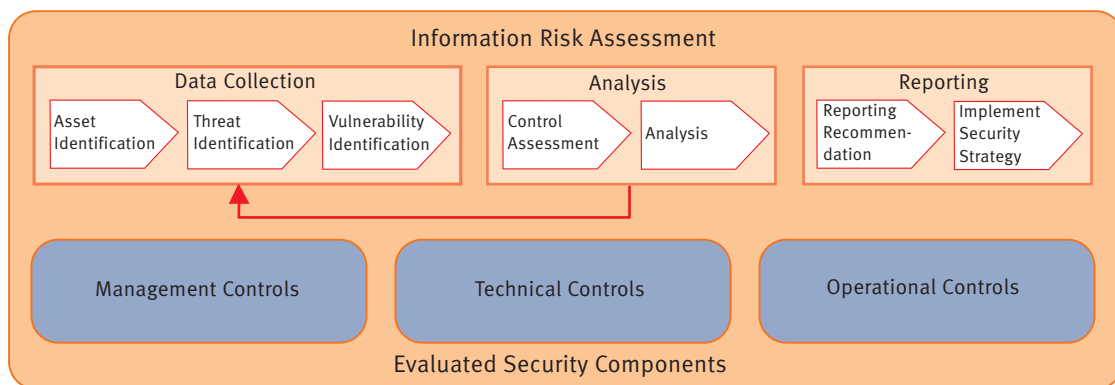 Information Risk Assessment
Data Collection
Asset
Identification
Threat
Identification
Vulnerability
Identification
Analysis
Control
Assessment
Analysis
Reporting
Reporting
Recommen-
dation
Implement
Security
Strategy
Management Controls
Technical Controls
Operational Controls
Evaluated Security Components